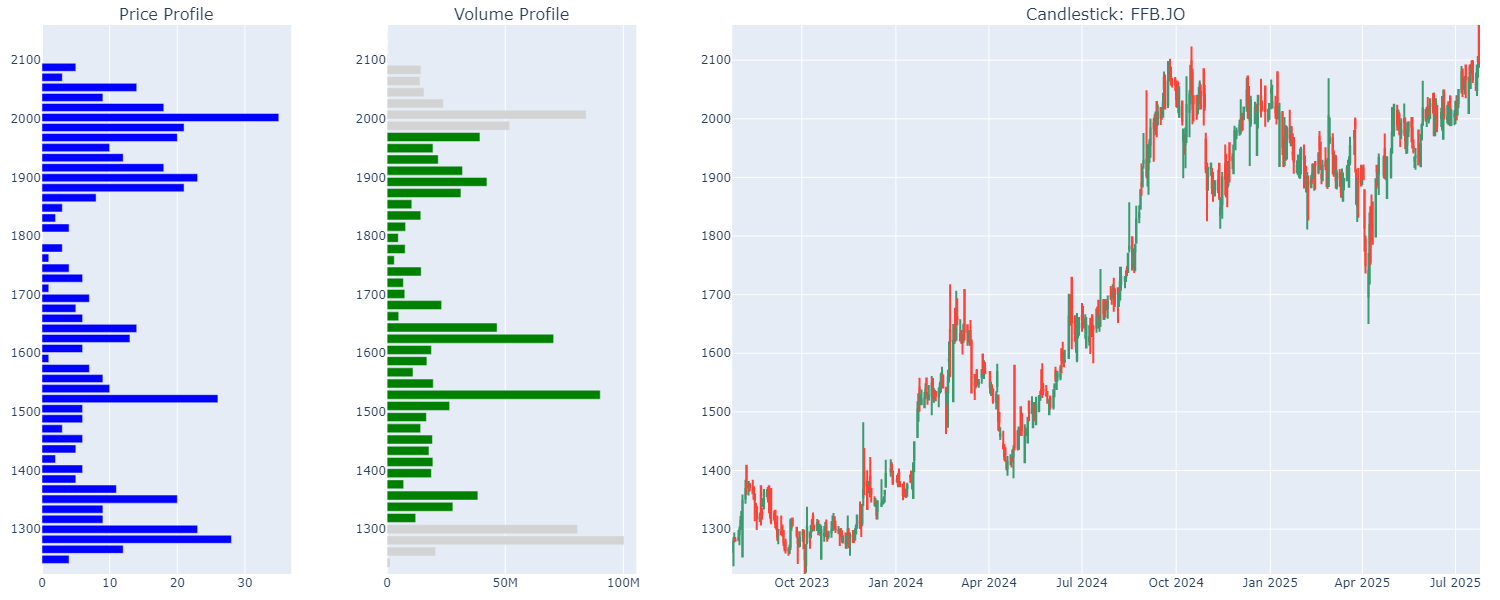 Price Profile
Volume Profile
Candlestick: FFB.JO
2100
2000
1900
1800
1700
1600
1500
1400
1300
0
10
20
30
2100
2000
1900
1800
1700
1600
1500
1400
1300
0
50M
100M
2100
2000
1900
1800
1700
1600
1500
1400
1300
Oct 2023
Jan 2024
Apr 2024
Jul 2024
Oct 2024
Jan 2025
Apr 2025
Jul 2025